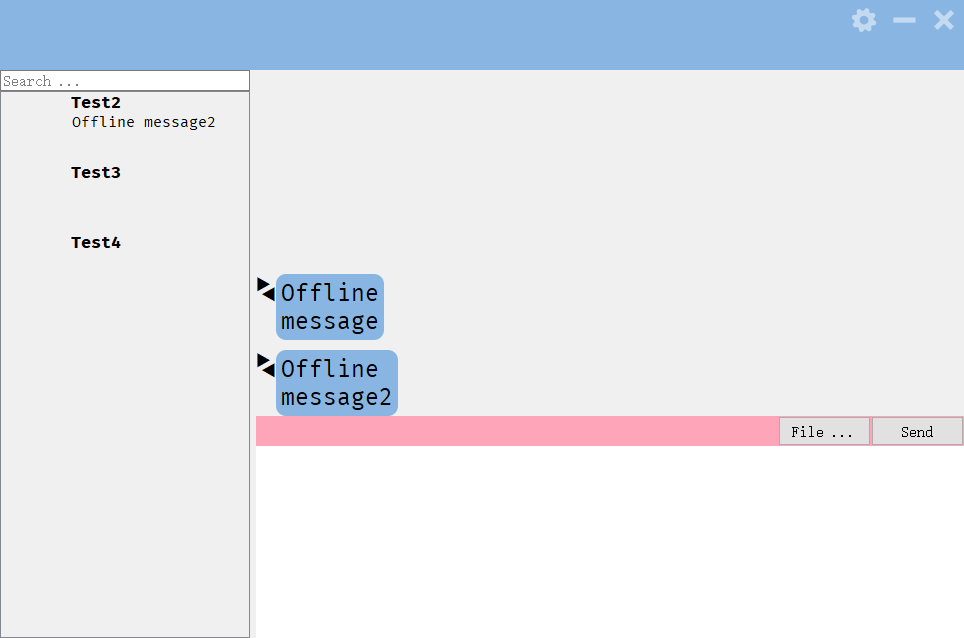 Search ...
Test2
Offline message2
Test3
Test4
Offline
message
Offline
message2
File ...
Send